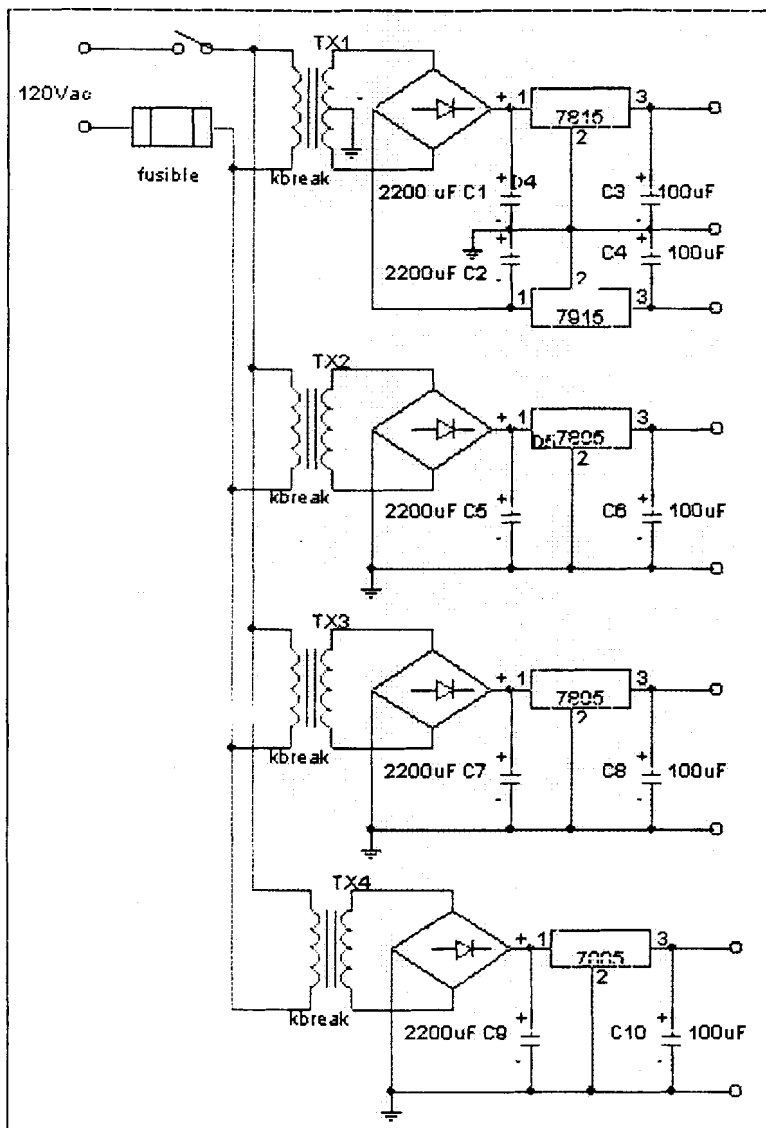 TX1
120Vac
fusible
kbreak
+ 1 7815 3
2
-
2200 uF C1 D4
+
-
C3 + 100uF
-
2200uF C2
+
-
C4 + 100uF
-
2
1 7915 3
TX2
kbreak
+ 1 7805 3
D5
2
2200uF C5
+
-
C6 + 100uF
-
TX3
kbreak
+ 1 7805 3
2
2200uF C7
+
-
C8 + 100uF
-
TX4
kbreak
+ 1 7805 3
2
2200uF C9
+
-
C10 + 100uF
-